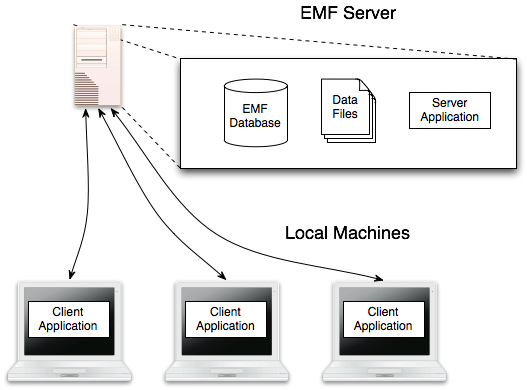 EMF Server
EMF
Database
Data
Files
Server
Application
Local Machines
Client
Application
Client
Application
Client
Application